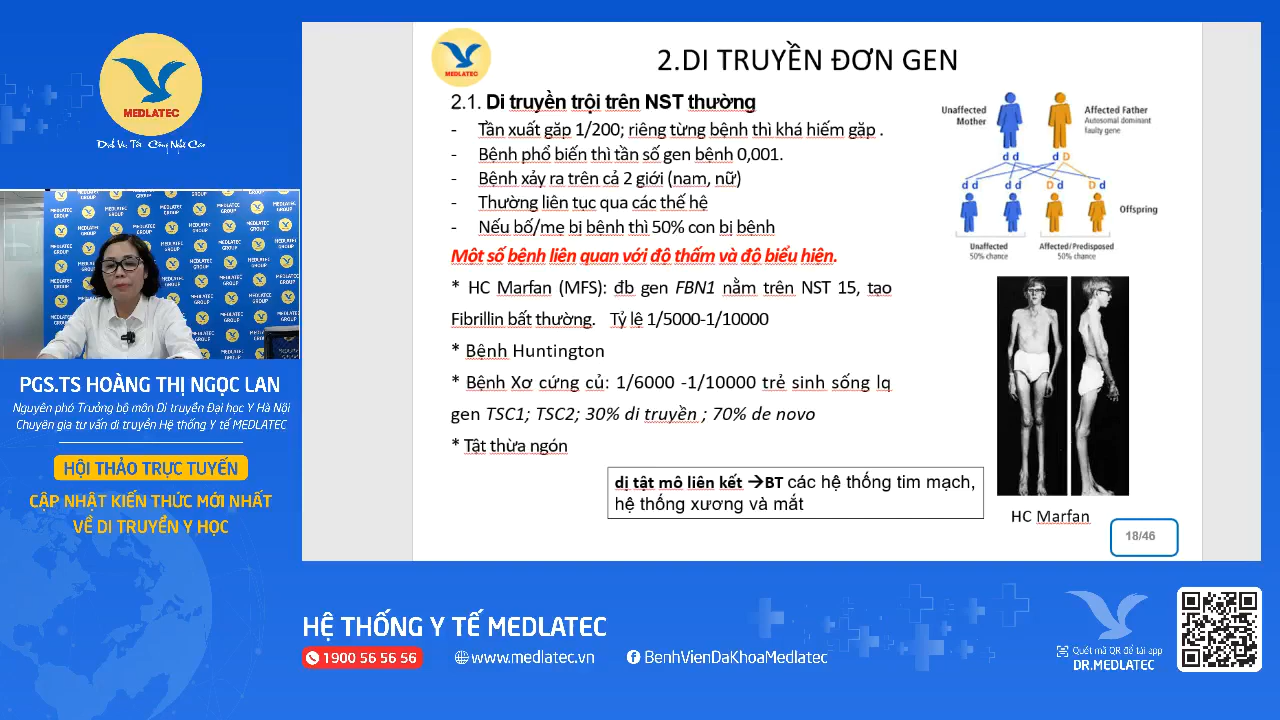 MEDLATEC
Dịch Vụ Tốt Công Nghệ Cao
PGS.TS HOÀNG THỊ NGỌC LAN
Nguyên phó Trưởng bộ môn Di truyền Đại học Y Hà Nội
Chuyên gia tư vấn di truyền Hệ thống Y tế MEDLATEC
HỘI THẢO TRỰC TUYẾN
CẬP NHẬT KIẾN THỨC MỚI NHẤT
VỀ DI TRUYỀN Y HỌC
MEDLATEC
2.DI TRUYỀN ĐƠN GEN
2.1. Di truyền trội trên NST thường
- Tần xuất gặp 1/200; riêng từng bệnh thì khá hiếm gặp .
- Bệnh phổ biến thì tần số gen bệnh 0,001.
- Bệnh xảy ra trên cả 2 giới (nam, nữ)
- Thường liên tục qua các thế hệ
- Nếu bố/mẹ bị bệnh thì 50% con bị bệnh
Một số bệnh liên quan với độ thấm và độ biểu hiện.
* HC Marfan (MFS): đb gen FBN1 nằm trên NST 15, tạo
Fibrillin bất thường. Tỷ lệ 1/5000-1/10000
* Bệnh Huntington
* Bệnh Xơ cứng củ: 1/6000 -1/10000 trẻ sinh sống lq
gen TSC1; TSC2; 30% di truyền ; 70% de novo
* Tật thừa ngón
dị tật mô liên kết →BT các hệ thống tim mạch,
hệ thống xương và mắt
Unaffected
Mother
Affected Father
Autosomal dominant
faulty gene
d d d D
d d d d D d D d
Offspring
Unaffected
50% chance
Affected/Predisposed
50% chance
HC Marfan
18/46
HỆ THỐNG Y TẾ MEDLATEC
1900 56 56 56
www.medlatec.vn
BenhVienDaKhoaMedlatec
Quét mã QR để tải app
DR.MEDLATEC